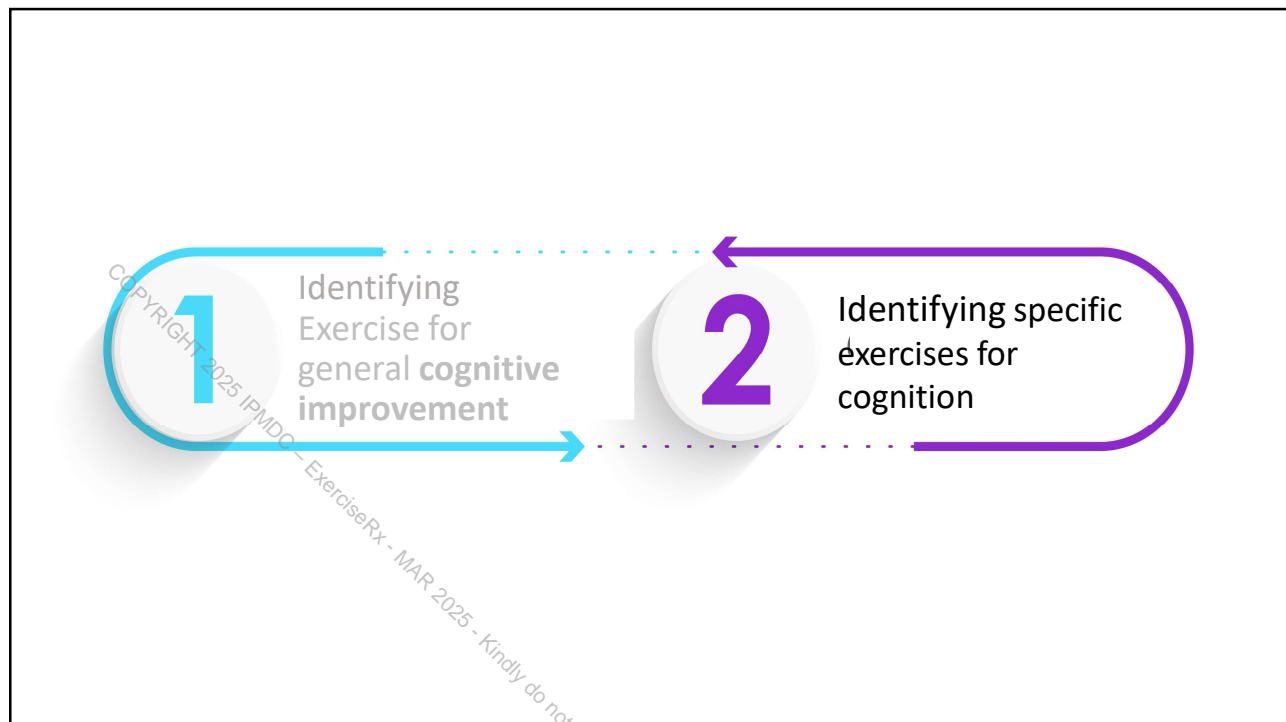 1
Identifying
Exercise for
general cognitive
improvement
2
Identifying specific
exercises for
cognition
COPYRIGHT 2025 IPMDC – ExerciseRx - MAR 2025 - Kindly do not